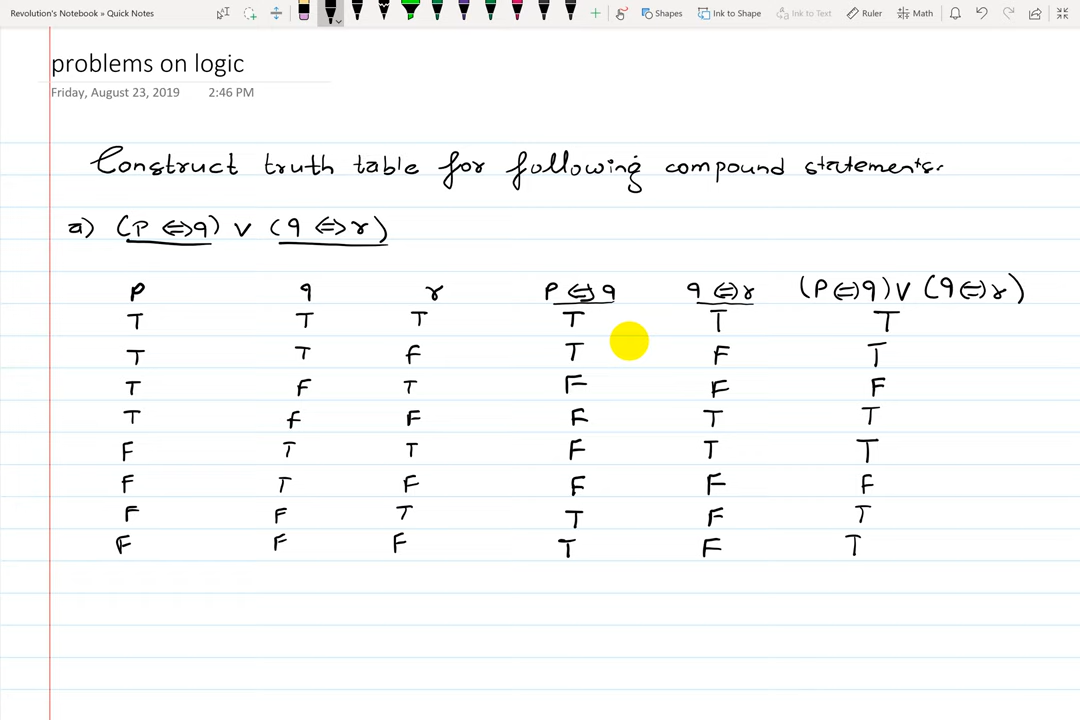 Revolution's Notebook » Quick Notes Shapes Ink to Shape Ink to Text Ruler Math
problems on logic
Friday, August 23, 2019 2:46 PM
Construct truth table for following compound statements.
a) (P ⇔ q) ∨ (q ⇔ r)
P q r P ⇔ q q ⇔ r (P ⇔ q) ∨ (q ⇔ r)
T T T T T T
T T F T F T
T F T F F F
T f F F T T
F T T F T T
F T F F F F
F F T T F T
F F F T F T